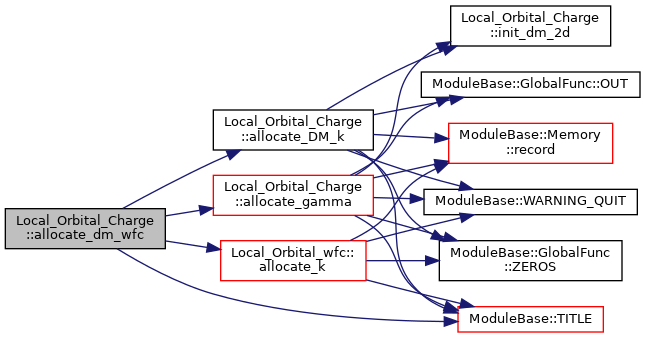 Local_Orbital_Charge
::allocate_dm_wfc
Local_Orbital_Charge
::allocate_DM_k
Local_Orbital_Charge
::allocate_gamma
Local_Orbital_wfc::
allocate_k
Local_Orbital_Charge
::init_dm_2d
ModuleBase::GlobalFunc::OUT
ModuleBase::Memory
::record
ModuleBase::WARNING_QUIT
ModuleBase::GlobalFunc
::ZEROS
ModuleBase::TITLE